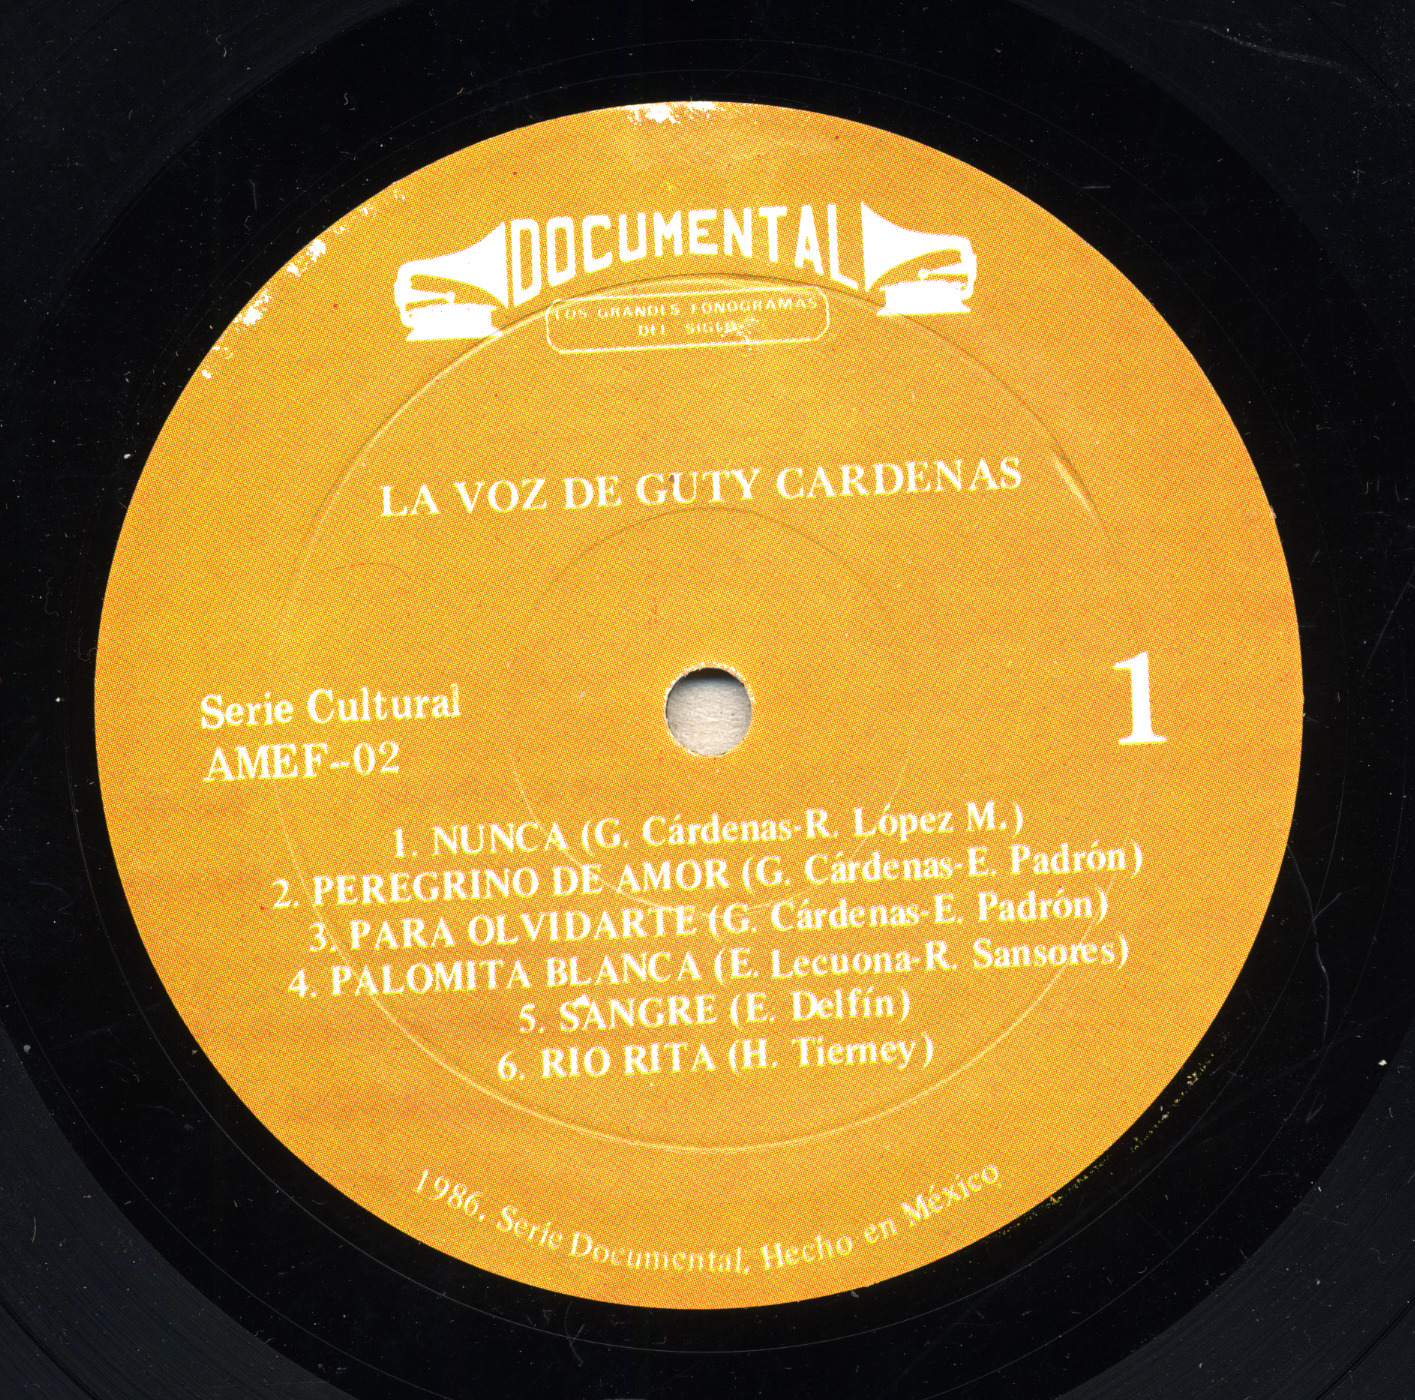 DOCUMENTAL
LOS GRANDES FONOGRAMAS
DEL SIGLO
LA VOZ DE GUTY CARDENAS
Serie Cultural
AMEF--02
1
1. NUNCA (G. Cárdenas-R. López M.)
2. PEREGRINO DE AMOR (G. Cárdenas-E. Padrón)
3. PARA OLVIDARTE (G. Cárdenas-E. Padrón)
4. PALOMITA BLANCA (E. Lecuona-R. Sansores)
5. SANGRE (E. Delfín)
6. RIO RITA (H. Tierney)
1986. Serie Documental, Hecho en México